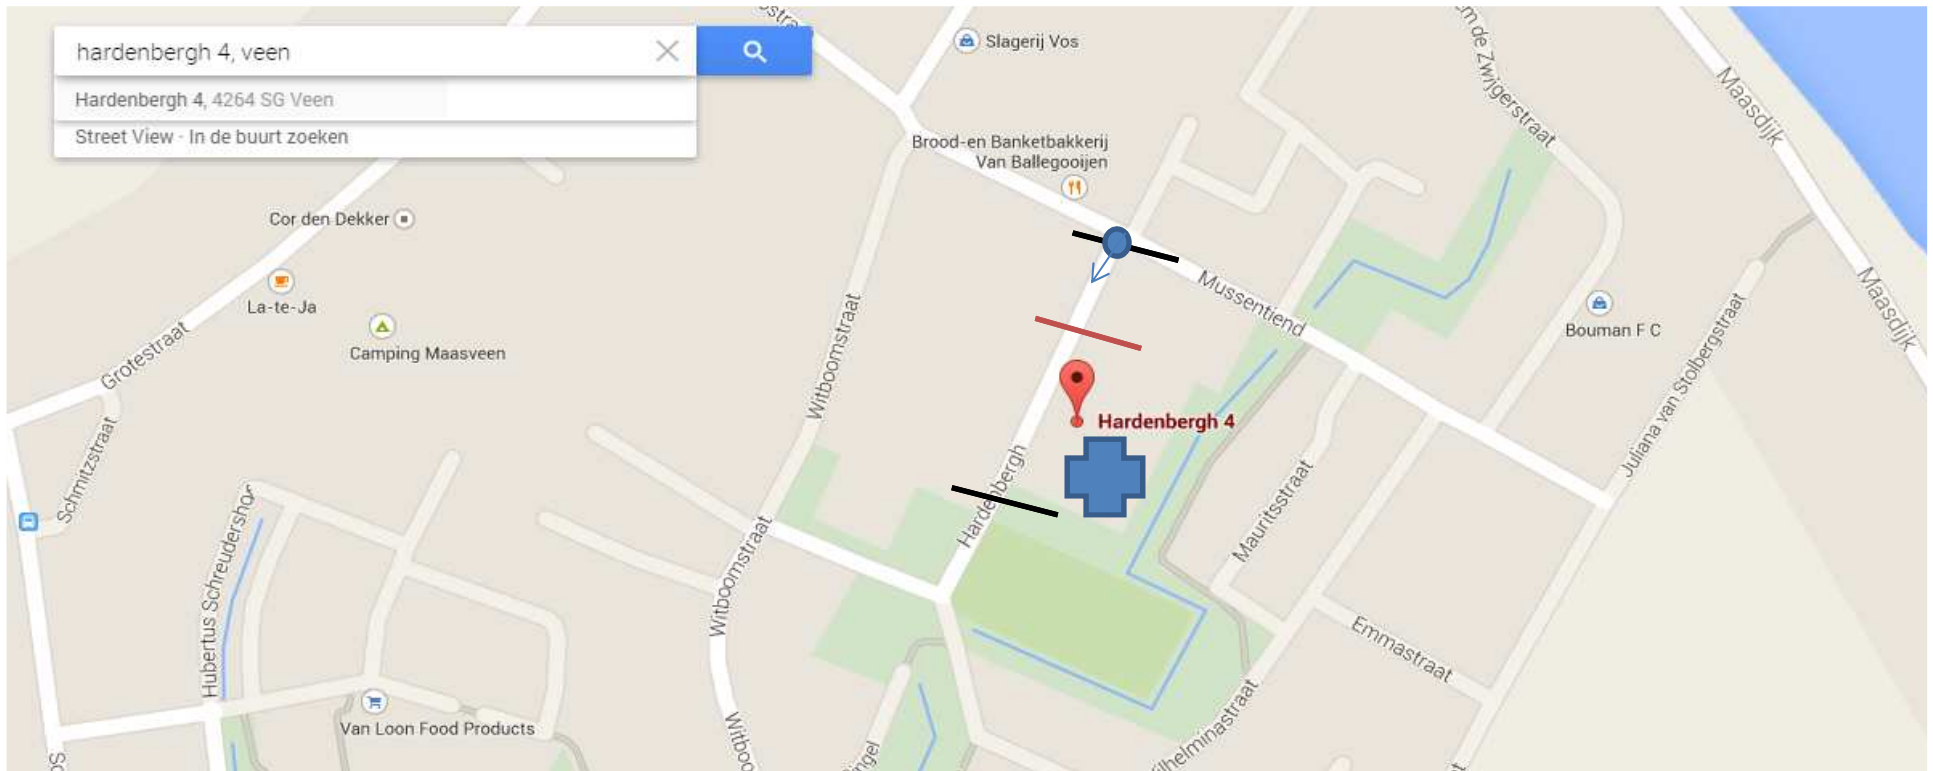 hardenbergh 4, veen
Hardenbergh 4, 4264 SG Veen
Street View · In de buurt zoeken
Slagerij Vos
Brood-en Banketbakkerij
Van Ballegooijen
Maasdijk
Cor den Dekker
La-te-Ja
Camping Maasveen
Grotestraat
Schmitzstraat
Witboomstraat
Mussentiend
Maasdijk
Bouman F C
Juliana van Stolbergstraat
Hardenbergh 4
Hardenbergh
Mauritsstraat
Witboomstraat
Hubertus Schreudershof
Emmastraat
Van Loon Food Products